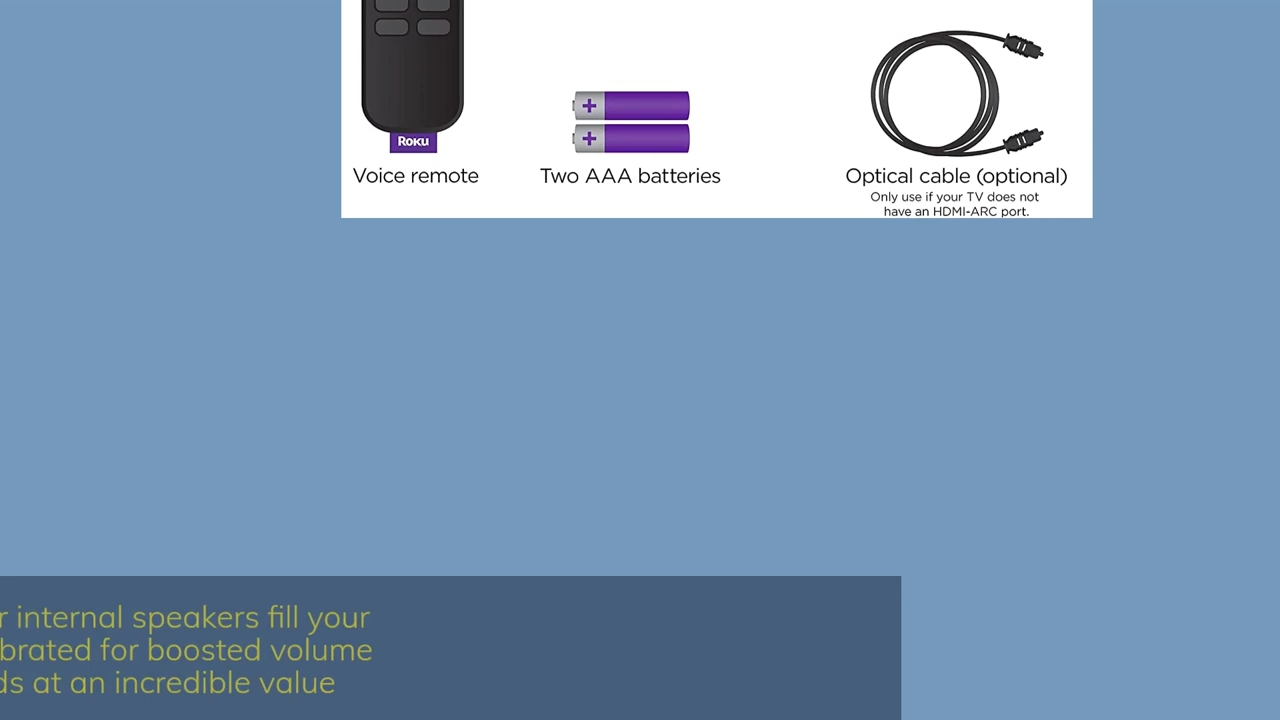 Roku
Voice remote
Two AAA batteries
Optical cable (optional)
Only use if your TV does not
have an HDMI-ARC port.
r internal speakers fill your
brated for boosted volume
ds at an incredible value